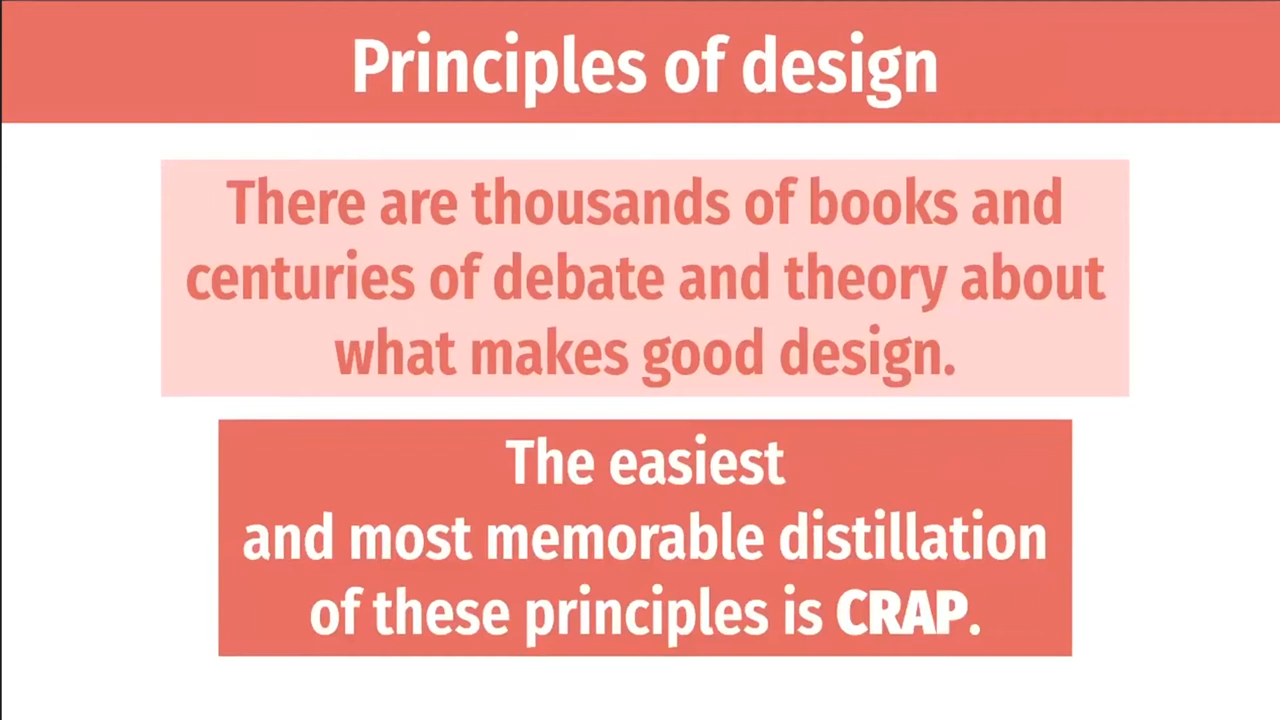 Principles of design
There are thousands of books and
centuries of debate and theory about
what makes good design.
The easiest
and most memorable distillation
of these principles is CRAP.